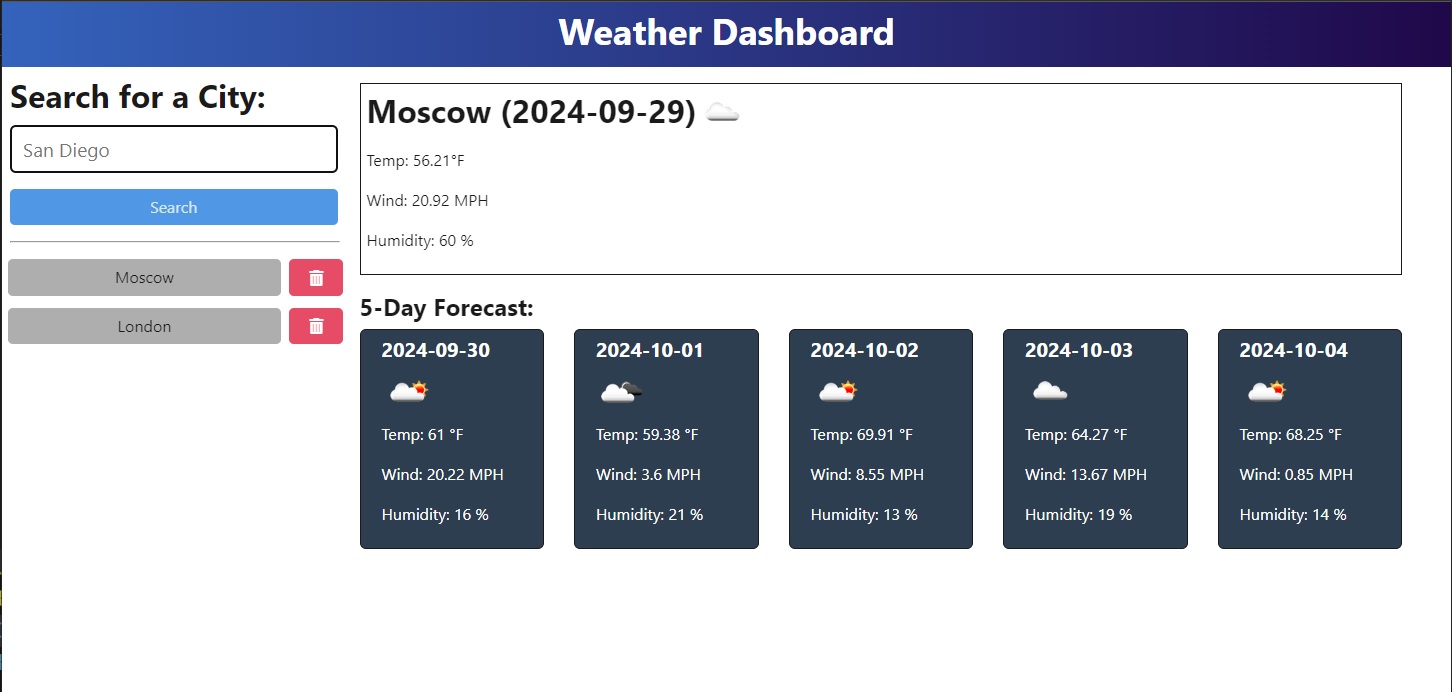 Weather Dashboard
Search for a City:
San Diego
Search
Moscow
London
Moscow (2024-09-29)
Temp: 56.21°F
Wind: 20.92 MPH
Humidity: 60 %
5-Day Forecast:
2024-09-30
Temp: 61 °F
Wind: 20.22 MPH
Humidity: 16 %
2024-10-01
Temp: 59.38 °F
Wind: 3.6 MPH
Humidity: 21 %
2024-10-02
Temp: 69.91 °F
Wind: 8.55 MPH
Humidity: 13 %
2024-10-03
Temp: 64.27 °F
Wind: 13.67 MPH
Humidity: 19 %
2024-10-04
Temp: 68.25 °F
Wind: 0.85 MPH
Humidity: 14 %